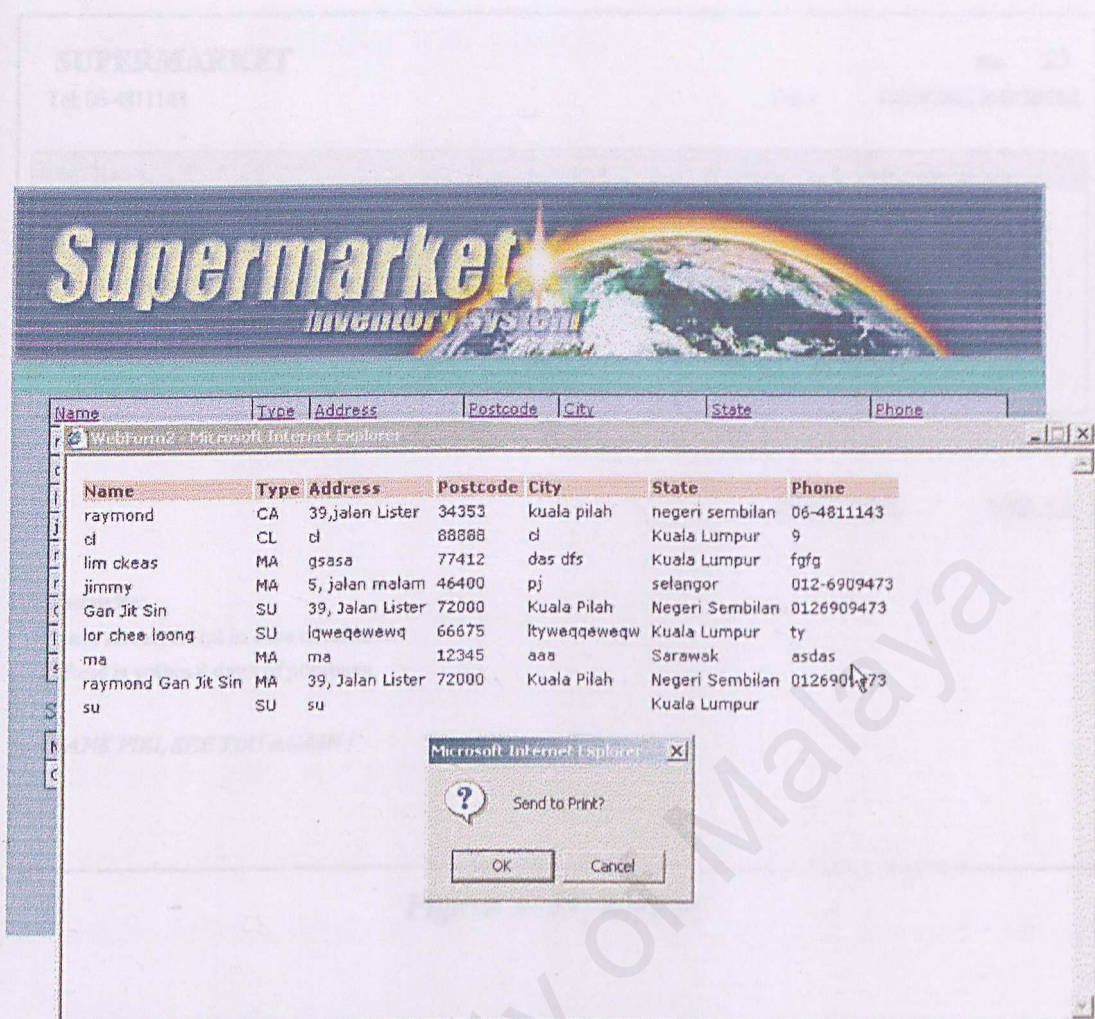 SUPERMARKET
Tel: 06-4811143
Supermarket
Inventory System
Name Type Address Postcode City State Phone
WebForm2 - Microsoft Internet Explorer
Name Type Address Postcode City State Phone
raymond CA 39,jalan Lister 34353 kuala pilah negeri sembilan 06-4811143
cl CL cl 88888 cl Kuala Lumpur 9
lim ckeas MA gsasa 77412 das dfs Kuala Lumpur fgfg
jimmy MA 5, jalan malam 46400 pj selangor 012-6909473
Gan Jit Sin SU 39, Jalan Lister 72000 Kuala Pilah Negeri Sembilan 0126909473
lor chee loong SU 66675 Kuala Lumpur ty
ma MA ma 12345 aaa Sarawak asdas
raymond Gan Jit Sin MA 39, Jalan Lister 72000 Kuala Pilah Negeri Sembilan
su SU su Kuala Lumpur
Microsoft Internet Explorer
Send to Print?
OK Cancel
of Malaya